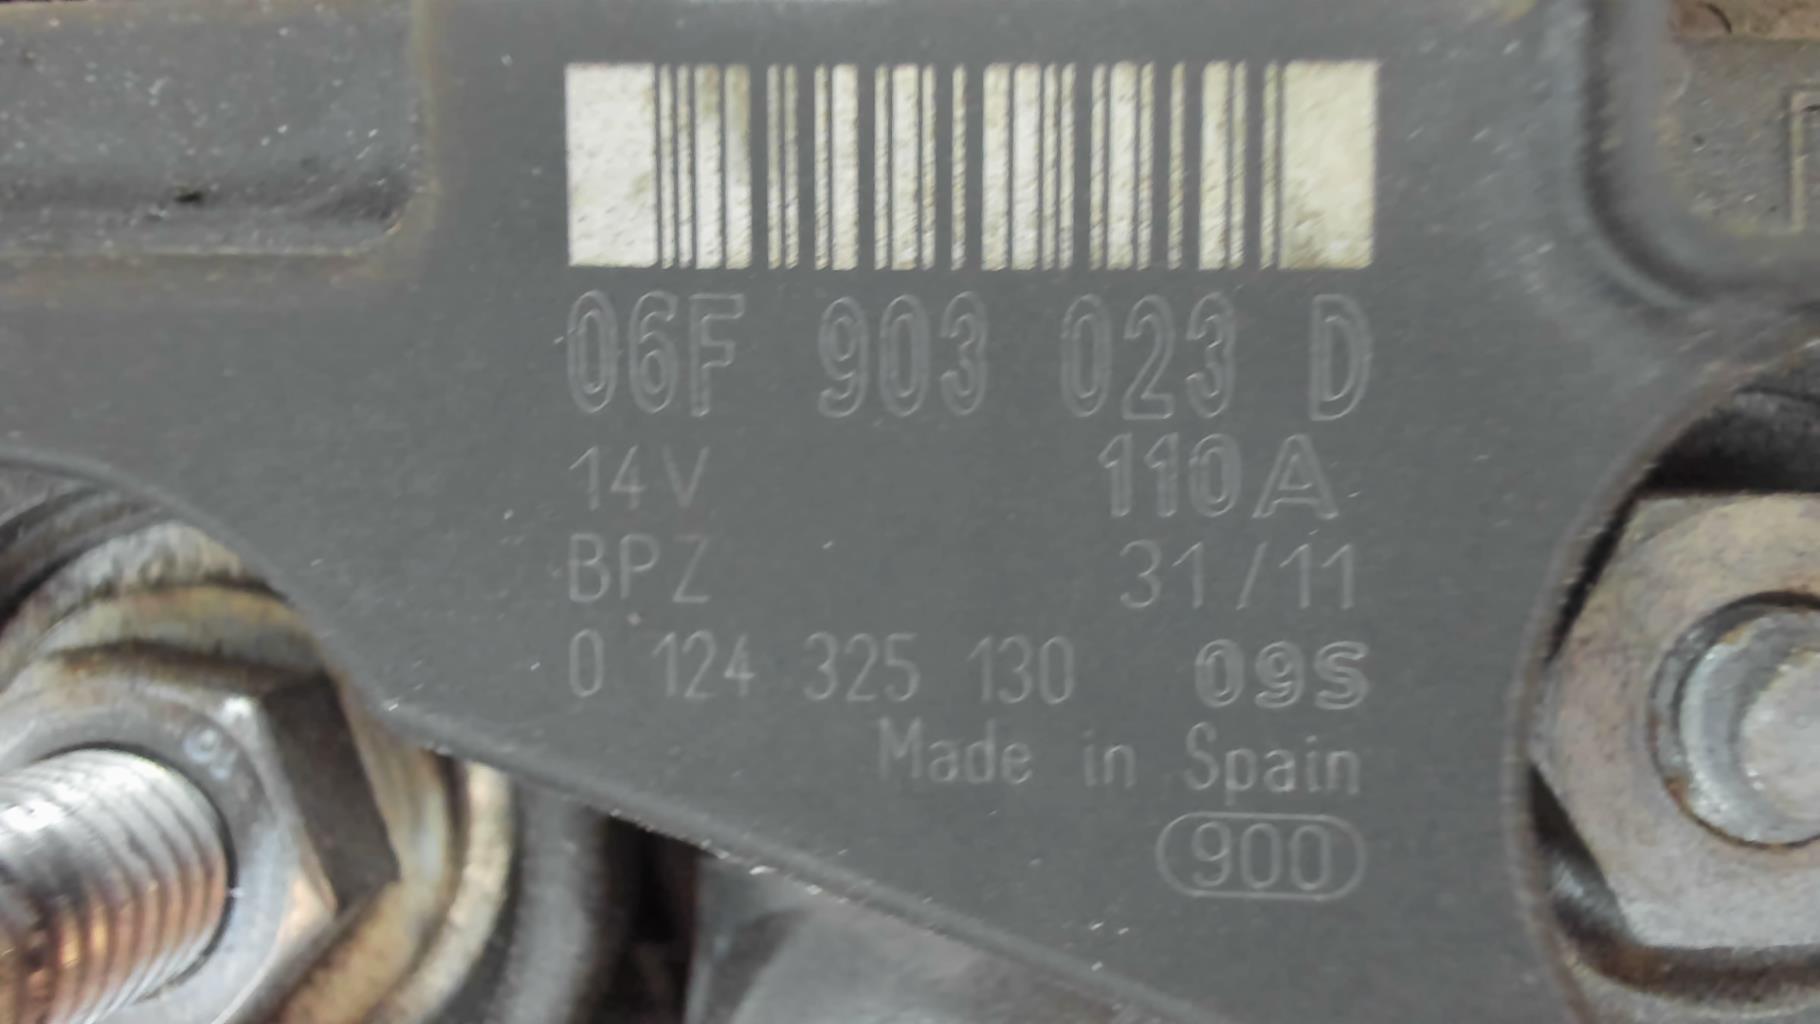 06F 903 023 D
14V 110A
BPZ 31/11
0 124 325 130 09S
Made in Spain
900